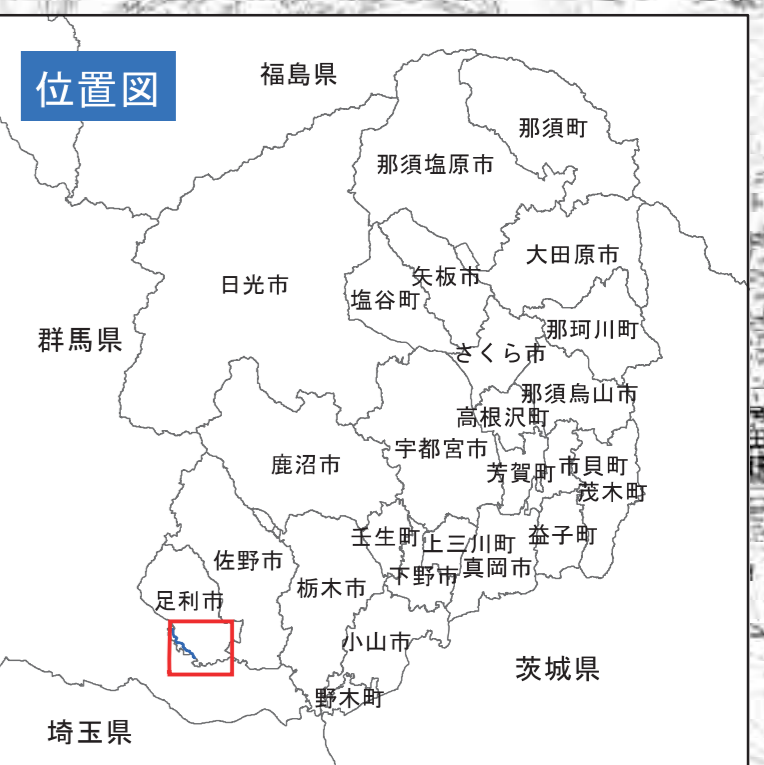 位置図
福島県
那須町
那須塩原市
大田原市
矢板市
日光市
塩谷町
那珂川町
群馬県
さくら市
那須烏山市
高根沢町
宇都宮市
鹿沼市
芳賀町
市貝町
茂木町
壬生町
上三川町
益子町
佐野市
真岡市
下野市
栃木市
足利市
小山市
茨城県
野木町
埼玉県